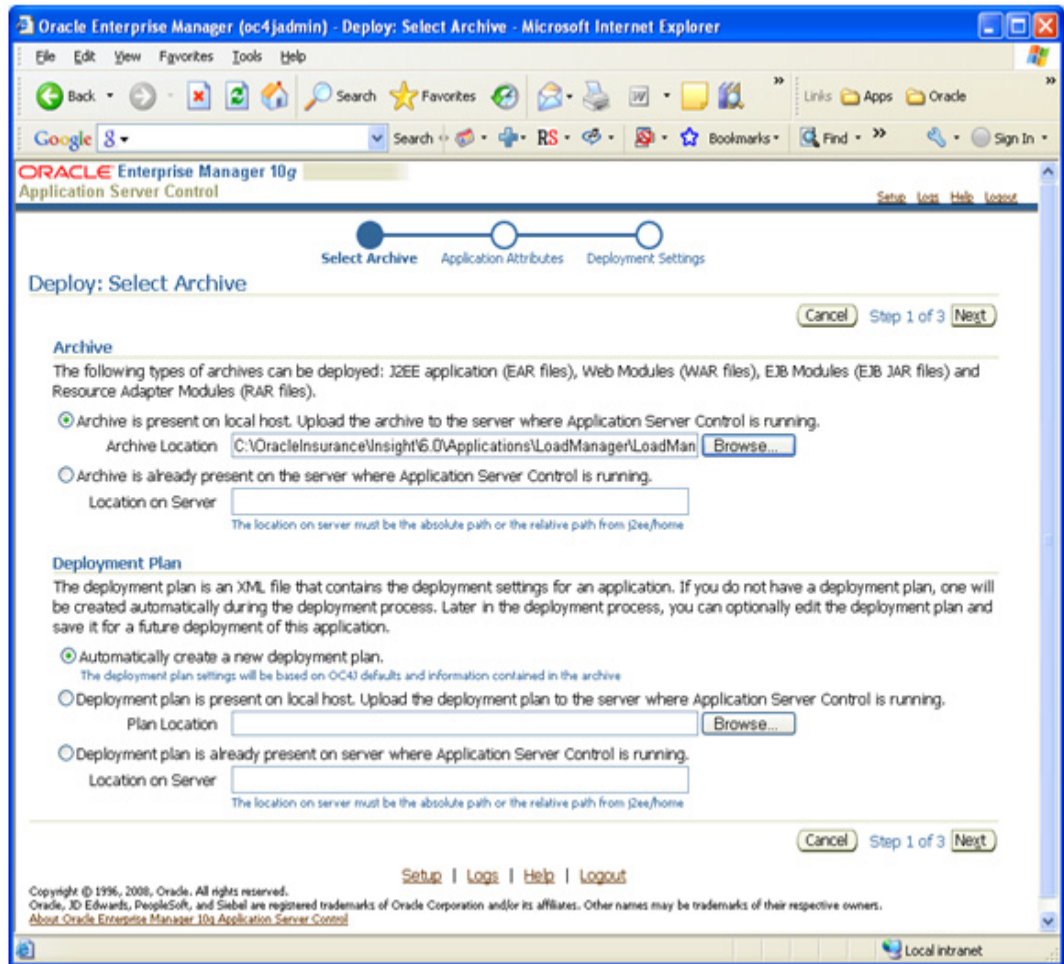 Oracle Enterprise Manager (oc4jadmin) - Deploy: Select Archive - Microsoft Internet Explorer
File Edit View Favorites Tools Help
Back Search Favorites Links Apps Oracle
Google Search RS Bookmarks Find Sign In
ORACLE Enterprise Manager 10g
Application Server Control
Setup Logs Help Logout
Select Archive Application Attributes Deployment Settings
Deploy: Select Archive
Cancel Step 1 of 3 Next
Archive
The following types of archives can be deployed: J2EE application (EAR files), Web Modules (WAR files), EJB Modules (EJB JAR files) and
Resource Adapter Modules (RAR files).
Archive is present on local host. Upload the archive to the server where Application Server Control is running.
Archive Location C:\OracleInsurance\Insight\6.0\Applications\LoadManager\LoadMan Browse...
Archive is already present on the server where Application Server Control is running.
Location on Server
The location on server must be the absolute path or the relative path from j2ee/home
Deployment Plan
The deployment plan is an XML file that contains the deployment settings for an application. If you do not have a deployment plan, one will
be created automatically during the deployment process. Later in the deployment process, you can optionally edit the deployment plan and
save it for a future deployment of this application.
Automatically create a new deployment plan.
The deployment plan settings will be based on OC4J defaults and information contained in the archive
Deployment plan is present on local host. Upload the deployment plan to the server where Application Server Control is running.
Plan Location Browse...
Deployment plan is already present on server where Application Server Control is running.
Location on Server
The location on server must be the absolute path or the relative path from j2ee/home
Cancel Step 1 of 3 Next
Setup | Logs | Help | Logout
Copyright © 1996, 2008, Oracle. All rights reserved.
Oracle, JD Edwards, PeopleSoft, and Siebel are registered trademarks of Oracle Corporation and/or its affiliates. Other names may be trademarks of their respective owners.
About Oracle Enterprise Manager 10g Application Server Control
Local intranet